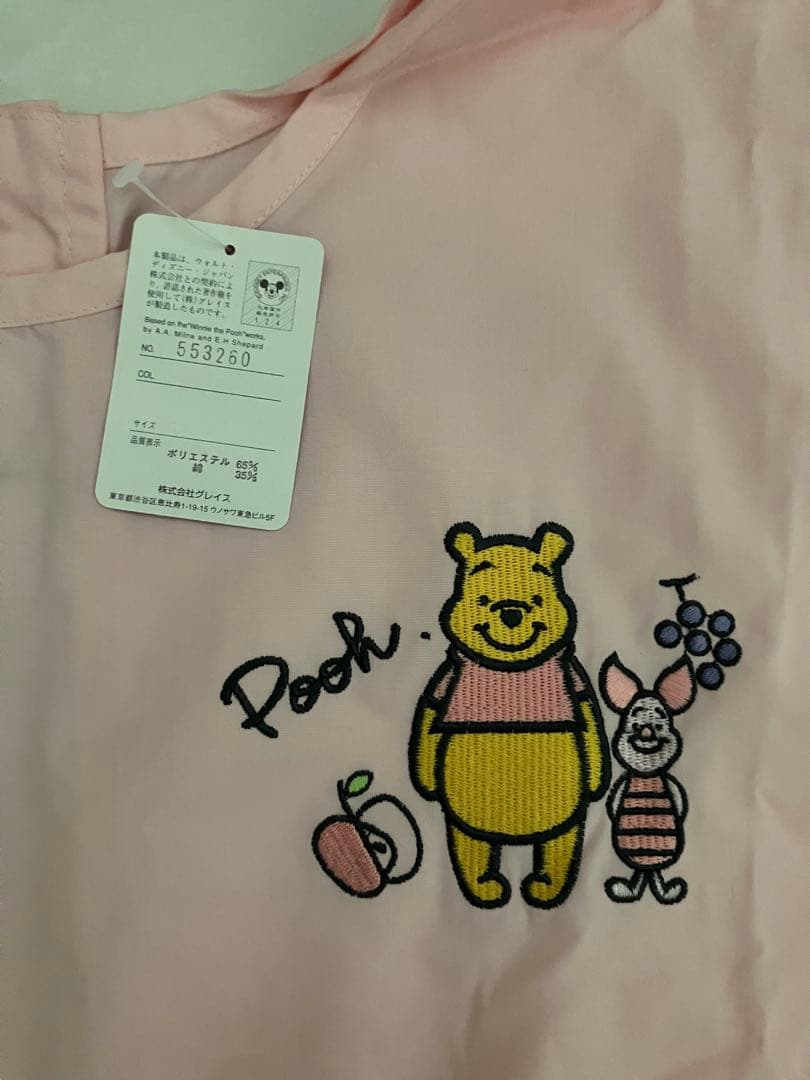 本製品は、ウォルト・
ディズニー・ジャパン
株式会社との契約によ
り、許諾された著作権を
使用して(株)グレイス
が製造したものです。
1 2 4
Based on the"Winnie the Pooh"works,
by A.A. Milne and E.H Shepard
NO. 553260
COL.
サイズ
品質表示
ポリエステル 65%
綿 35%
株式会社グレイス
東京都渋谷区恵比寿1-19-15 ウノサワ東急ビル5F
Pooh.